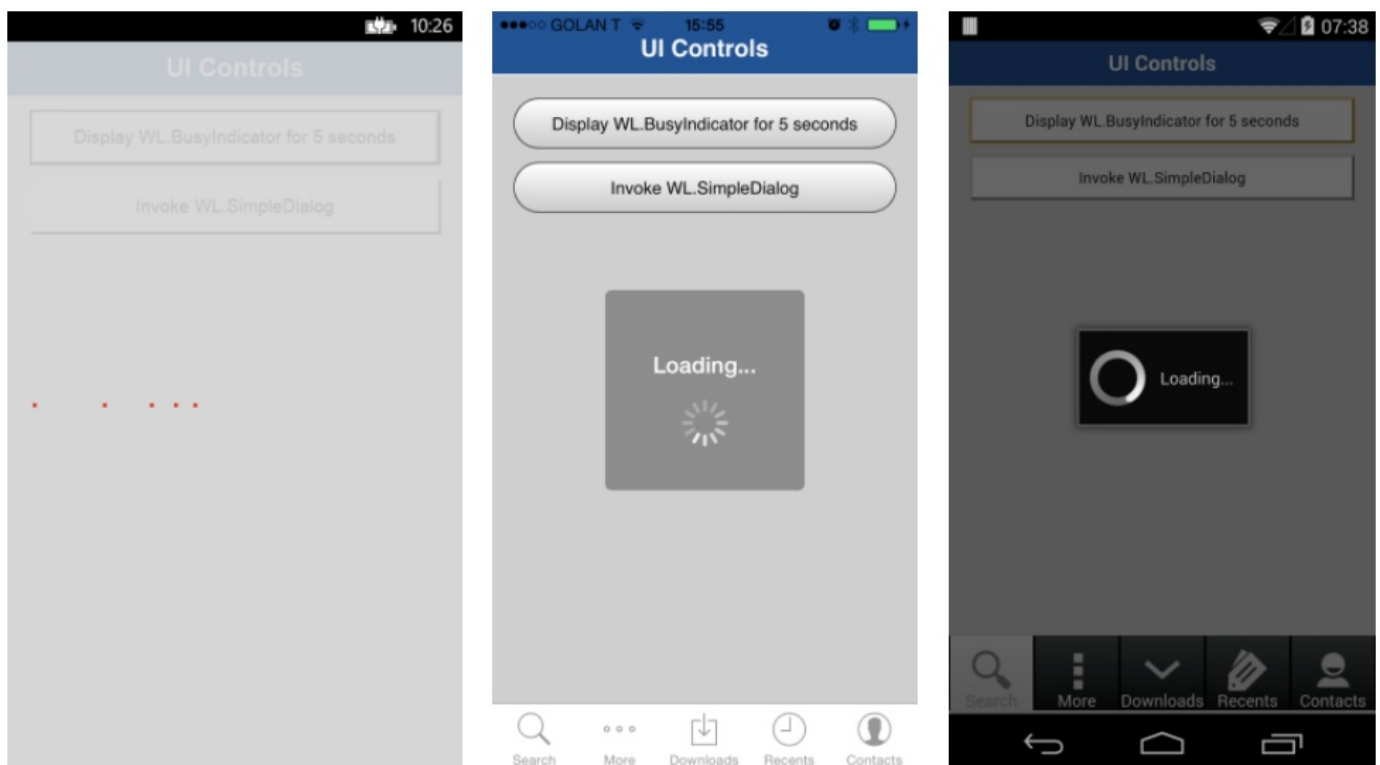 10:26
UI Controls
Display WL.BusyIndicator for 5 seconds
Invoke WL.SimpleDialog
GOLAN T 15:55
UI Controls
Display WL.BusyIndicator for 5 seconds
Invoke WL.SimpleDialog
Loading...
Search More Downloads Recents Contacts
07:38
UI Controls
Display WL.BusyIndicator for 5 seconds
Invoke WL.SimpleDialog
Loading...
Search More Downloads Recents Contacts